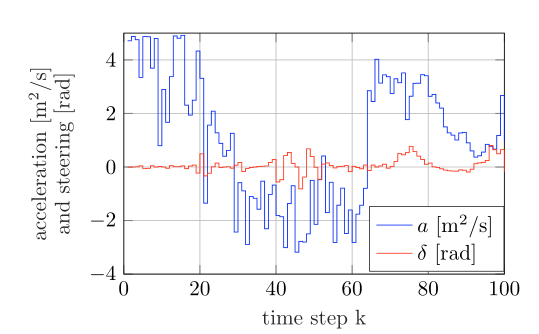 acceleration [m²/s]
and steering [rad]
4
2
0
−2
−4
0
20
40
60
80
100
time step k
a [m²/s]
δ [rad]